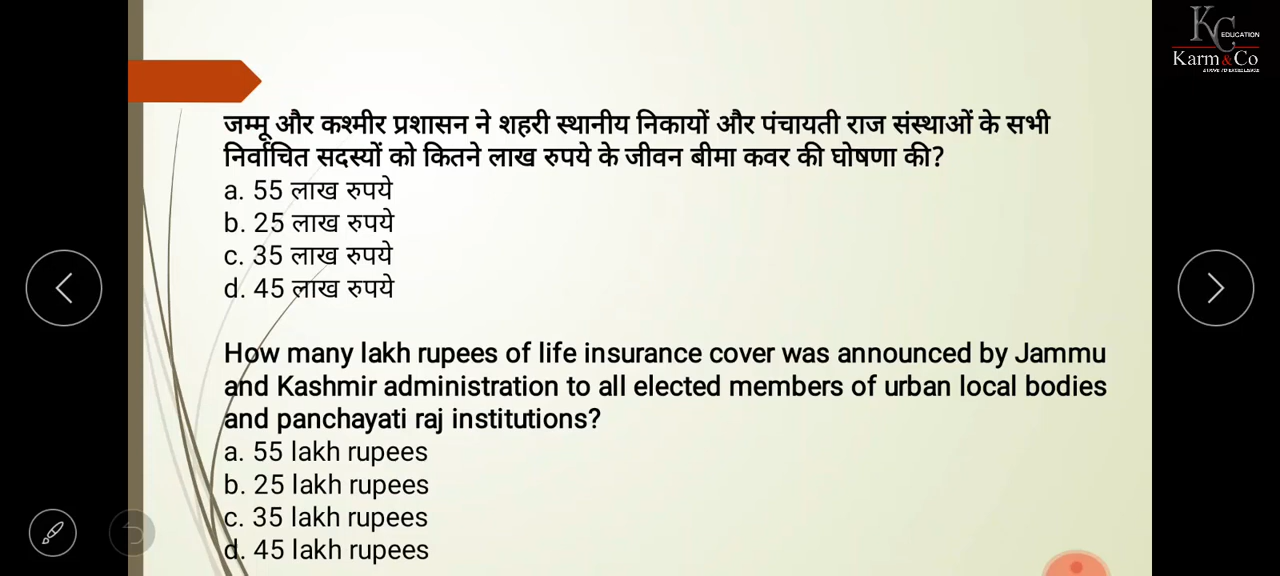 KC EDUCATION
Karm&Co
जम्मू और कश्मीर प्रशासन ने शहरी स्थानीय निकायों और पंचायती राज संस्थाओं के सभी
निर्वाचित सदस्यों को कितने लाख रुपये के जीवन बीमा कवर की घोषणा की?
a. 55 लाख रुपये
b. 25 लाख रुपये
c. 35 लाख रुपये
d. 45 लाख रुपये
How many lakh rupees of life insurance cover was announced by Jammu
and Kashmir administration to all elected members of urban local bodies
and panchayati raj institutions?
a. 55 lakh rupees
b. 25 lakh rupees
c. 35 lakh rupees
d. 45 lakh rupees